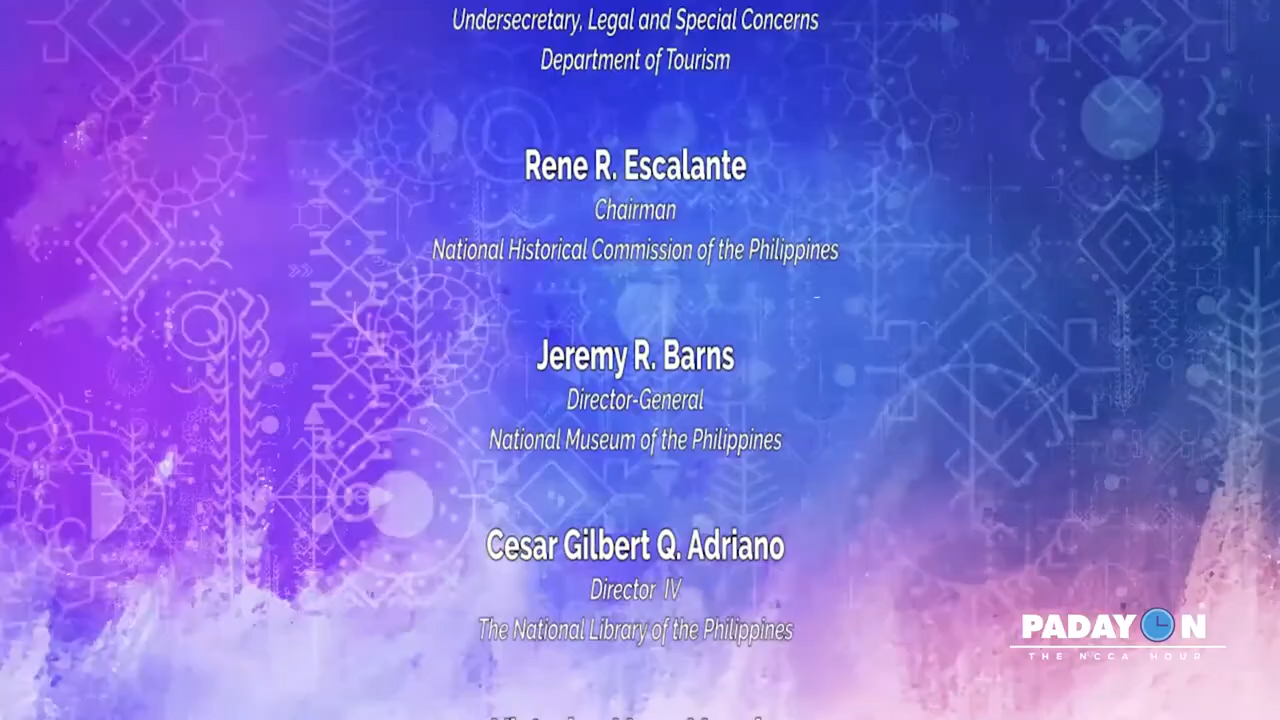 Undersecretary, Legal and Special Concerns
Department of Tourism
Rene R. Escalante
Chairman
National Historical Commission of the Philippines
Jeremy R. Barns
Director-General
National Museum of the Philippines
Cesar Gilbert Q. Adriano
Director IV
The National Library of the Philippines
PADAYON
THE NCCA HOUR